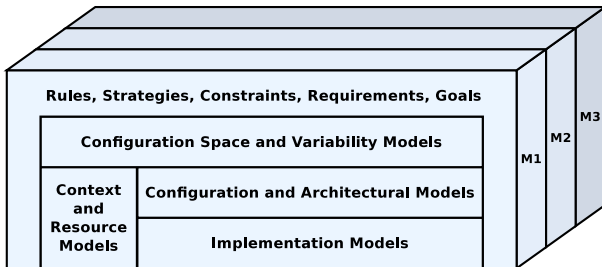 Rules, Strategies, Constraints, Requirements, Goals
Configuration Space and Variability Models
Context
and
Resource
Models
Configuration and Architectural Models
Implementation Models
M1
M2
M3